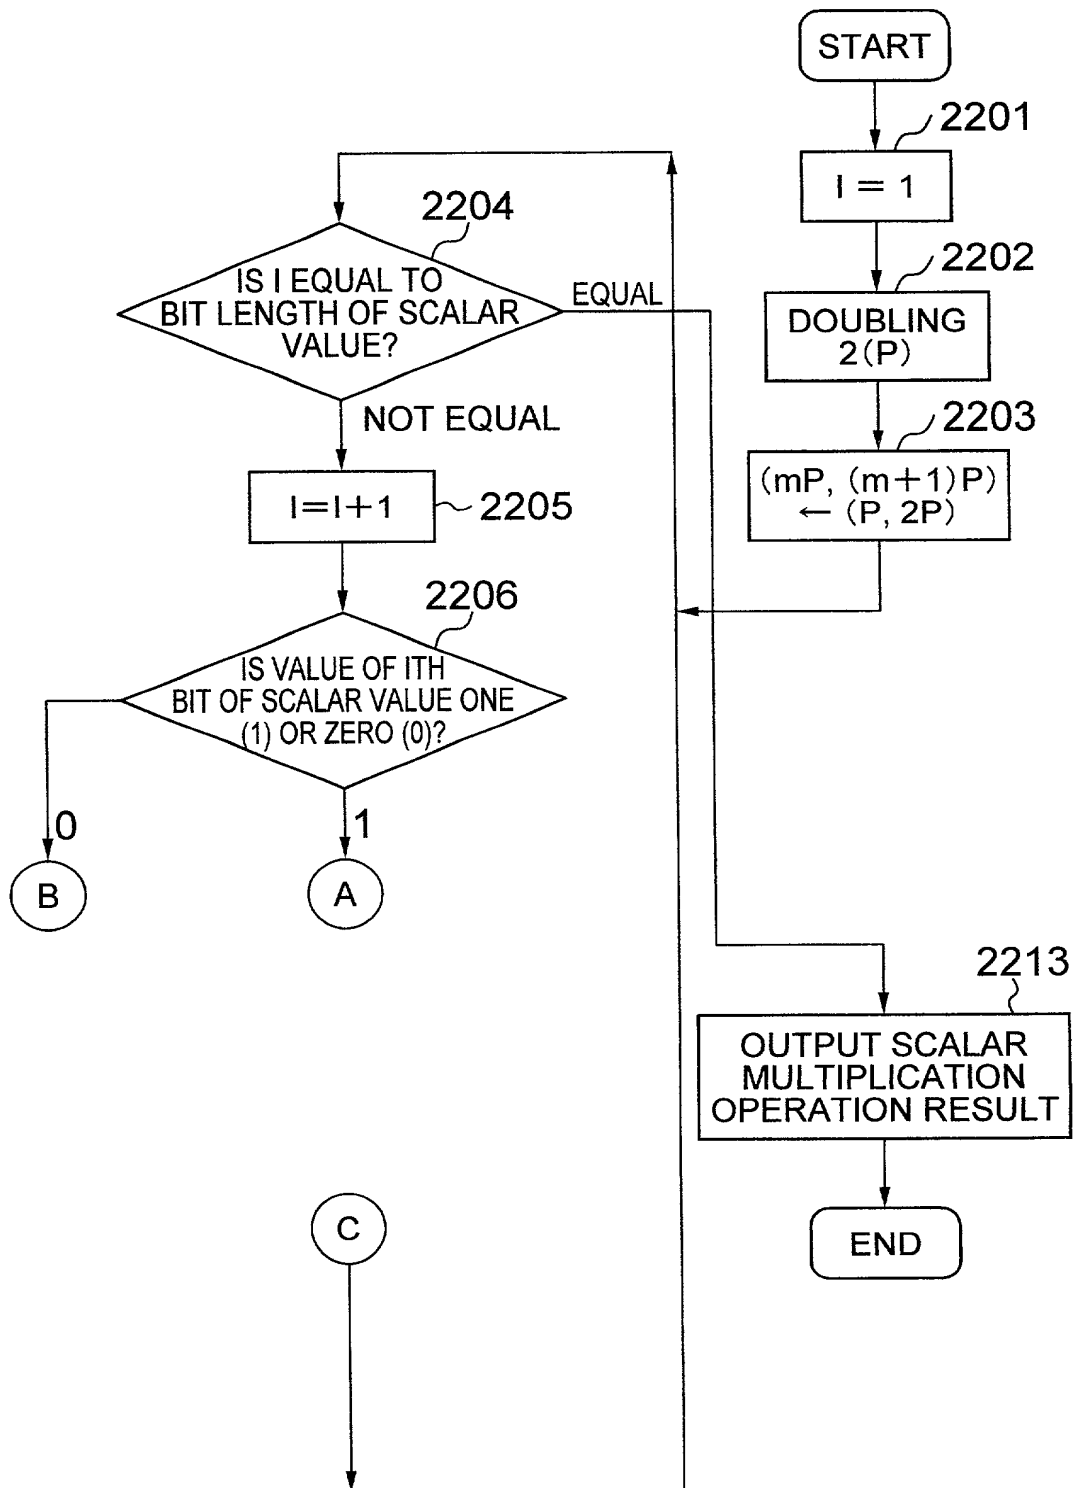 START
2201
I = 1
2202
DOUBLING
2(P)
2203
(mP, (m+1)P)
← (P, 2P)
2204
IS I EQUAL TO
BIT LENGTH OF SCALAR
VALUE?
EQUAL
NOT EQUAL
I=I+1
2205
2206
IS VALUE OF ITH
BIT OF SCALAR VALUE ONE
(1) OR ZERO (0)?
0
1
B
A
2213
OUTPUT SCALAR
MULTIPLICATION
OPERATION RESULT
C
END